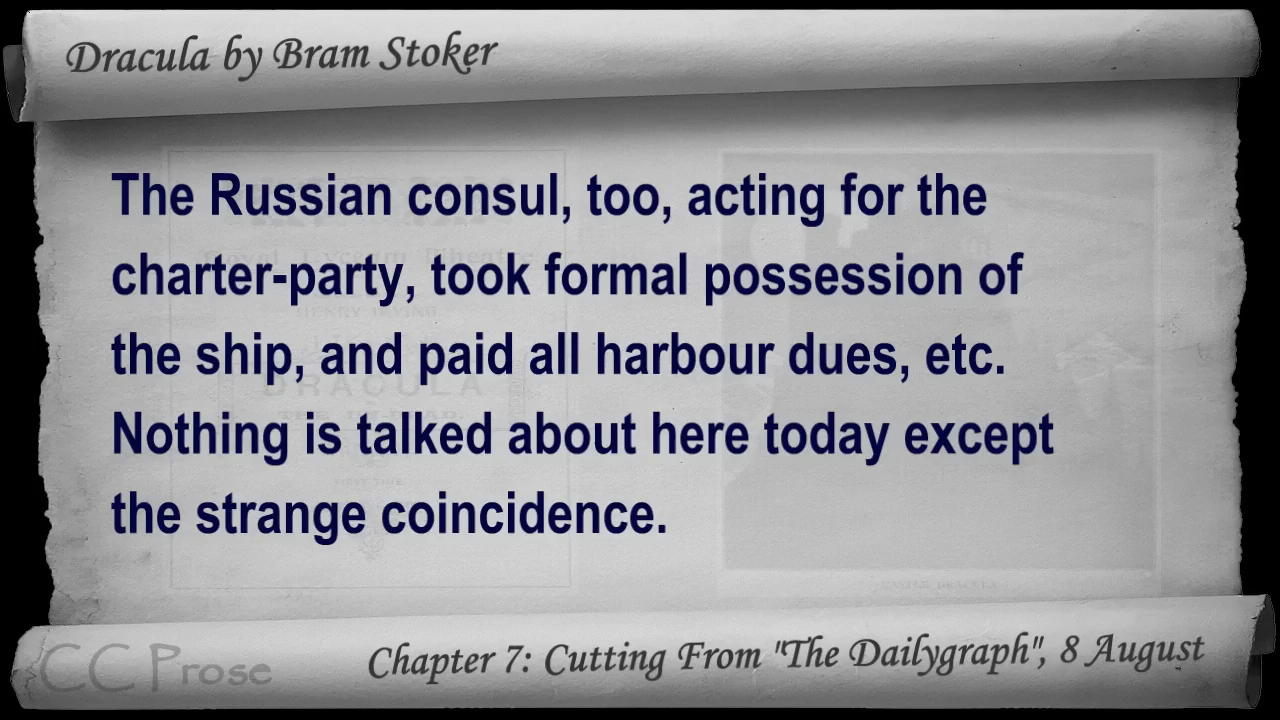 Dracula by Bram Stoker
The Russian consul, too, acting for the
charter-party, took formal possession of
the ship, and paid all harbour dues, etc.
Nothing is talked about here today except
the strange coincidence.
CC Prose
Chapter 7: Cutting From "The Dailygraph", 8 August